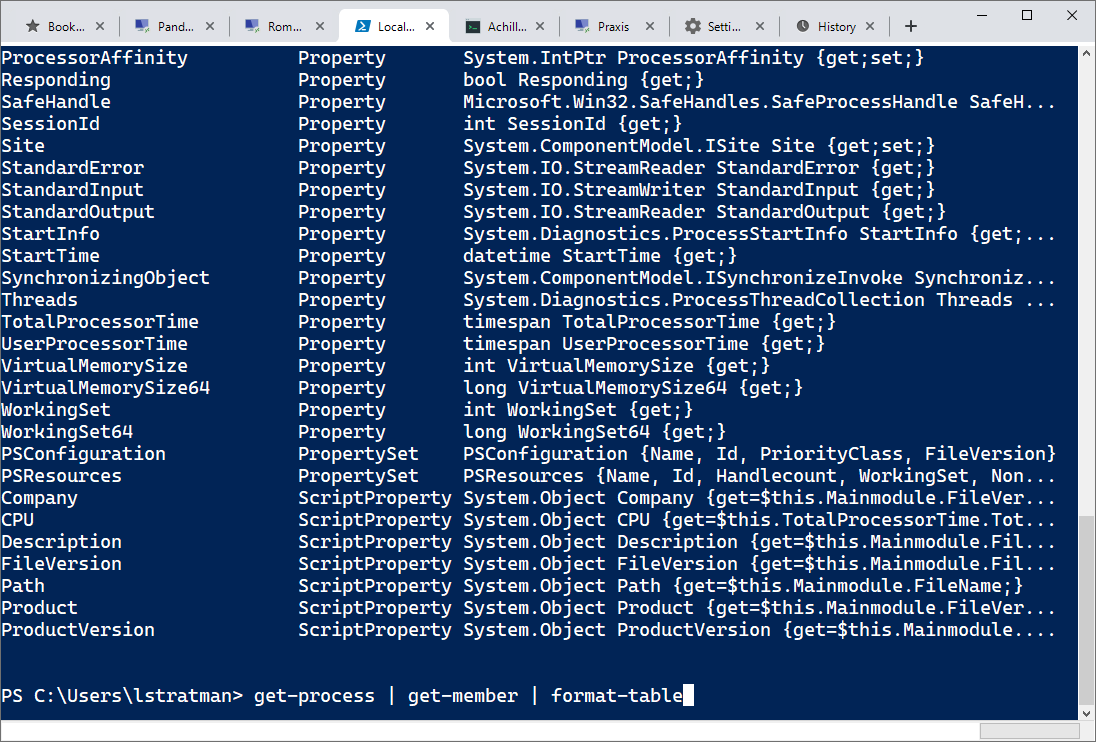 Book... Pand... Rom... Local... Achill... Praxis Setti... History
ProcessorAffinity Property System.IntPtr ProcessorAffinity {get;set;}
Responding Property bool Responding {get;}
SafeHandle Property Microsoft.Win32.SafeHandles.SafeProcessHandle SafeH...
SessionId Property int SessionId {get;}
Site Property System.ComponentModel.ISite Site {get;set;}
StandardError Property System.IO.StreamReader StandardError {get;}
StandardInput Property System.IO.StreamWriter StandardInput {get;}
StandardOutput Property System.IO.StreamReader StandardOutput {get;}
StartInfo Property System.Diagnostics.ProcessStartInfo StartInfo {get;...
StartTime Property datetime StartTime {get;}
SynchronizingObject Property System.ComponentModel.ISynchronizeInvoke Synchroniz...
Threads Property System.Diagnostics.ProcessThreadCollection Threads ...
TotalProcessorTime Property timespan TotalProcessorTime {get;}
UserProcessorTime Property timespan UserProcessorTime {get;}
VirtualMemorySize Property int VirtualMemorySize {get;}
VirtualMemorySize64 Property long VirtualMemorySize64 {get;}
WorkingSet Property int WorkingSet {get;}
WorkingSet64 Property long WorkingSet64 {get;}
PSConfiguration PropertySet PSConfiguration {Name, Id, PriorityClass, FileVersion}
PSResources PropertySet PSResources {Name, Id, Handlecount, WorkingSet, Non...
Company ScriptProperty System.Object Company {get=$this.Mainmodule.FileVer...
CPU ScriptProperty System.Object CPU {get=$this.TotalProcessorTime.Tot...
Description ScriptProperty System.Object Description {get=$this.Mainmodule.Fil...
FileVersion ScriptProperty System.Object FileVersion {get=$this.Mainmodule.Fil...
Path ScriptProperty System.Object Path {get=$this.Mainmodule.FileName;}
Product ScriptProperty System.Object Product {get=$this.Mainmodule.FileVer...
ProductVersion ScriptProperty System.Object ProductVersion {get=$this.Mainmodule....
PS C:\Users\lstratman> get-process | get-member | format-table